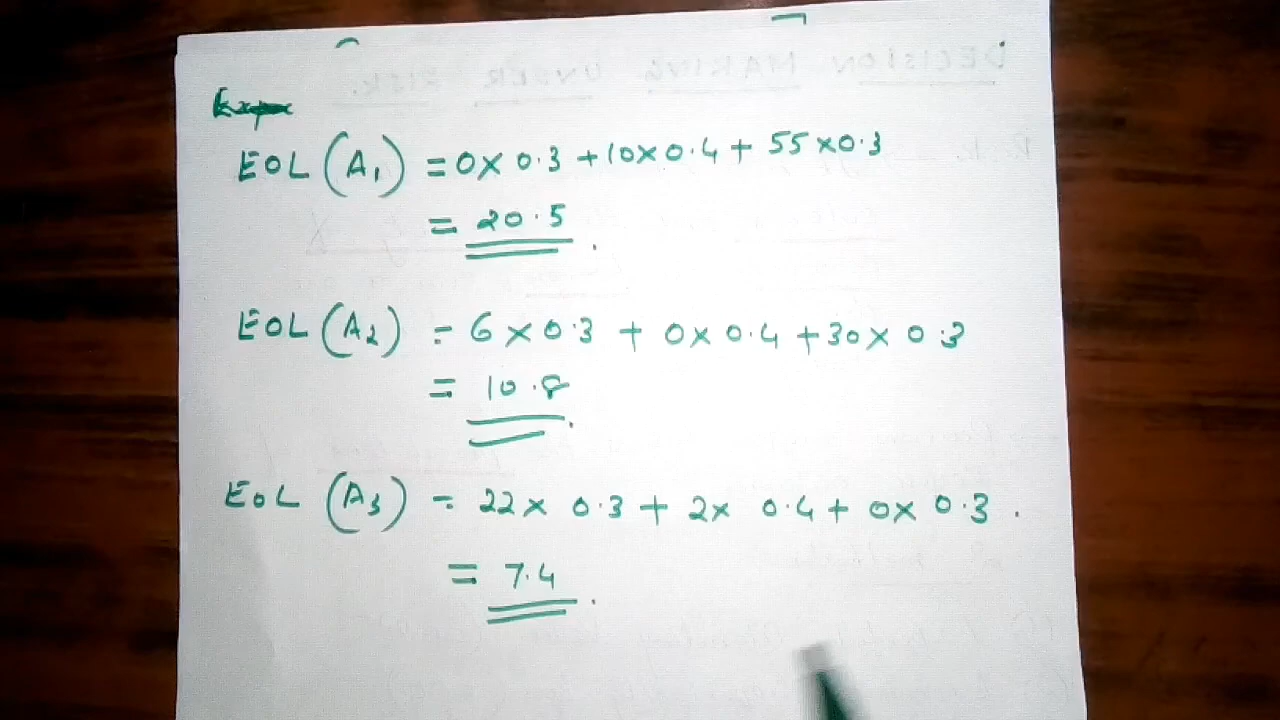 EOL (A₁) = 0 x 0.3 + 10 x 0.4 + 55 x 0.3
= 20.5
EOL (A₂) = 6 x 0.3 + 0 x 0.4 + 30 x 0.3
= 10.8
EOL (A₃) = 22 x 0.3 + 2 x 0.4 + 0 x 0.3 .
= 7.4